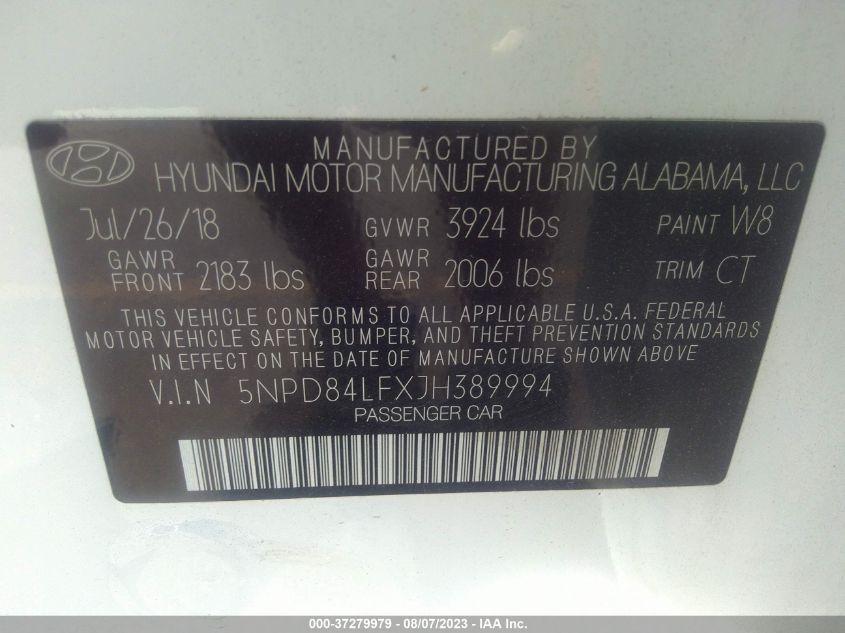 MANUFACTURED BY
HYUNDAI MOTOR MANUFACTURING ALABAMA, LLC
Jul/26/18 GVWR 3924 lbs PAINT W8
GAWR FRONT 2183 lbs GAWR REAR 2006 lbs TRIM CT
THIS VEHICLE CONFORMS TO ALL APPLICABLE U.S.A. FEDERAL
MOTOR VEHICLE SAFETY, BUMPER, AND THEFT PREVENTION STANDARDS
IN EFFECT ON THE DATE OF MANUFACTURE SHOWN ABOVE
V.I.N 5NPD84LFXJH389994
PASSENGER CAR
000-37279979 - 08/07/2023 - IAA Inc.